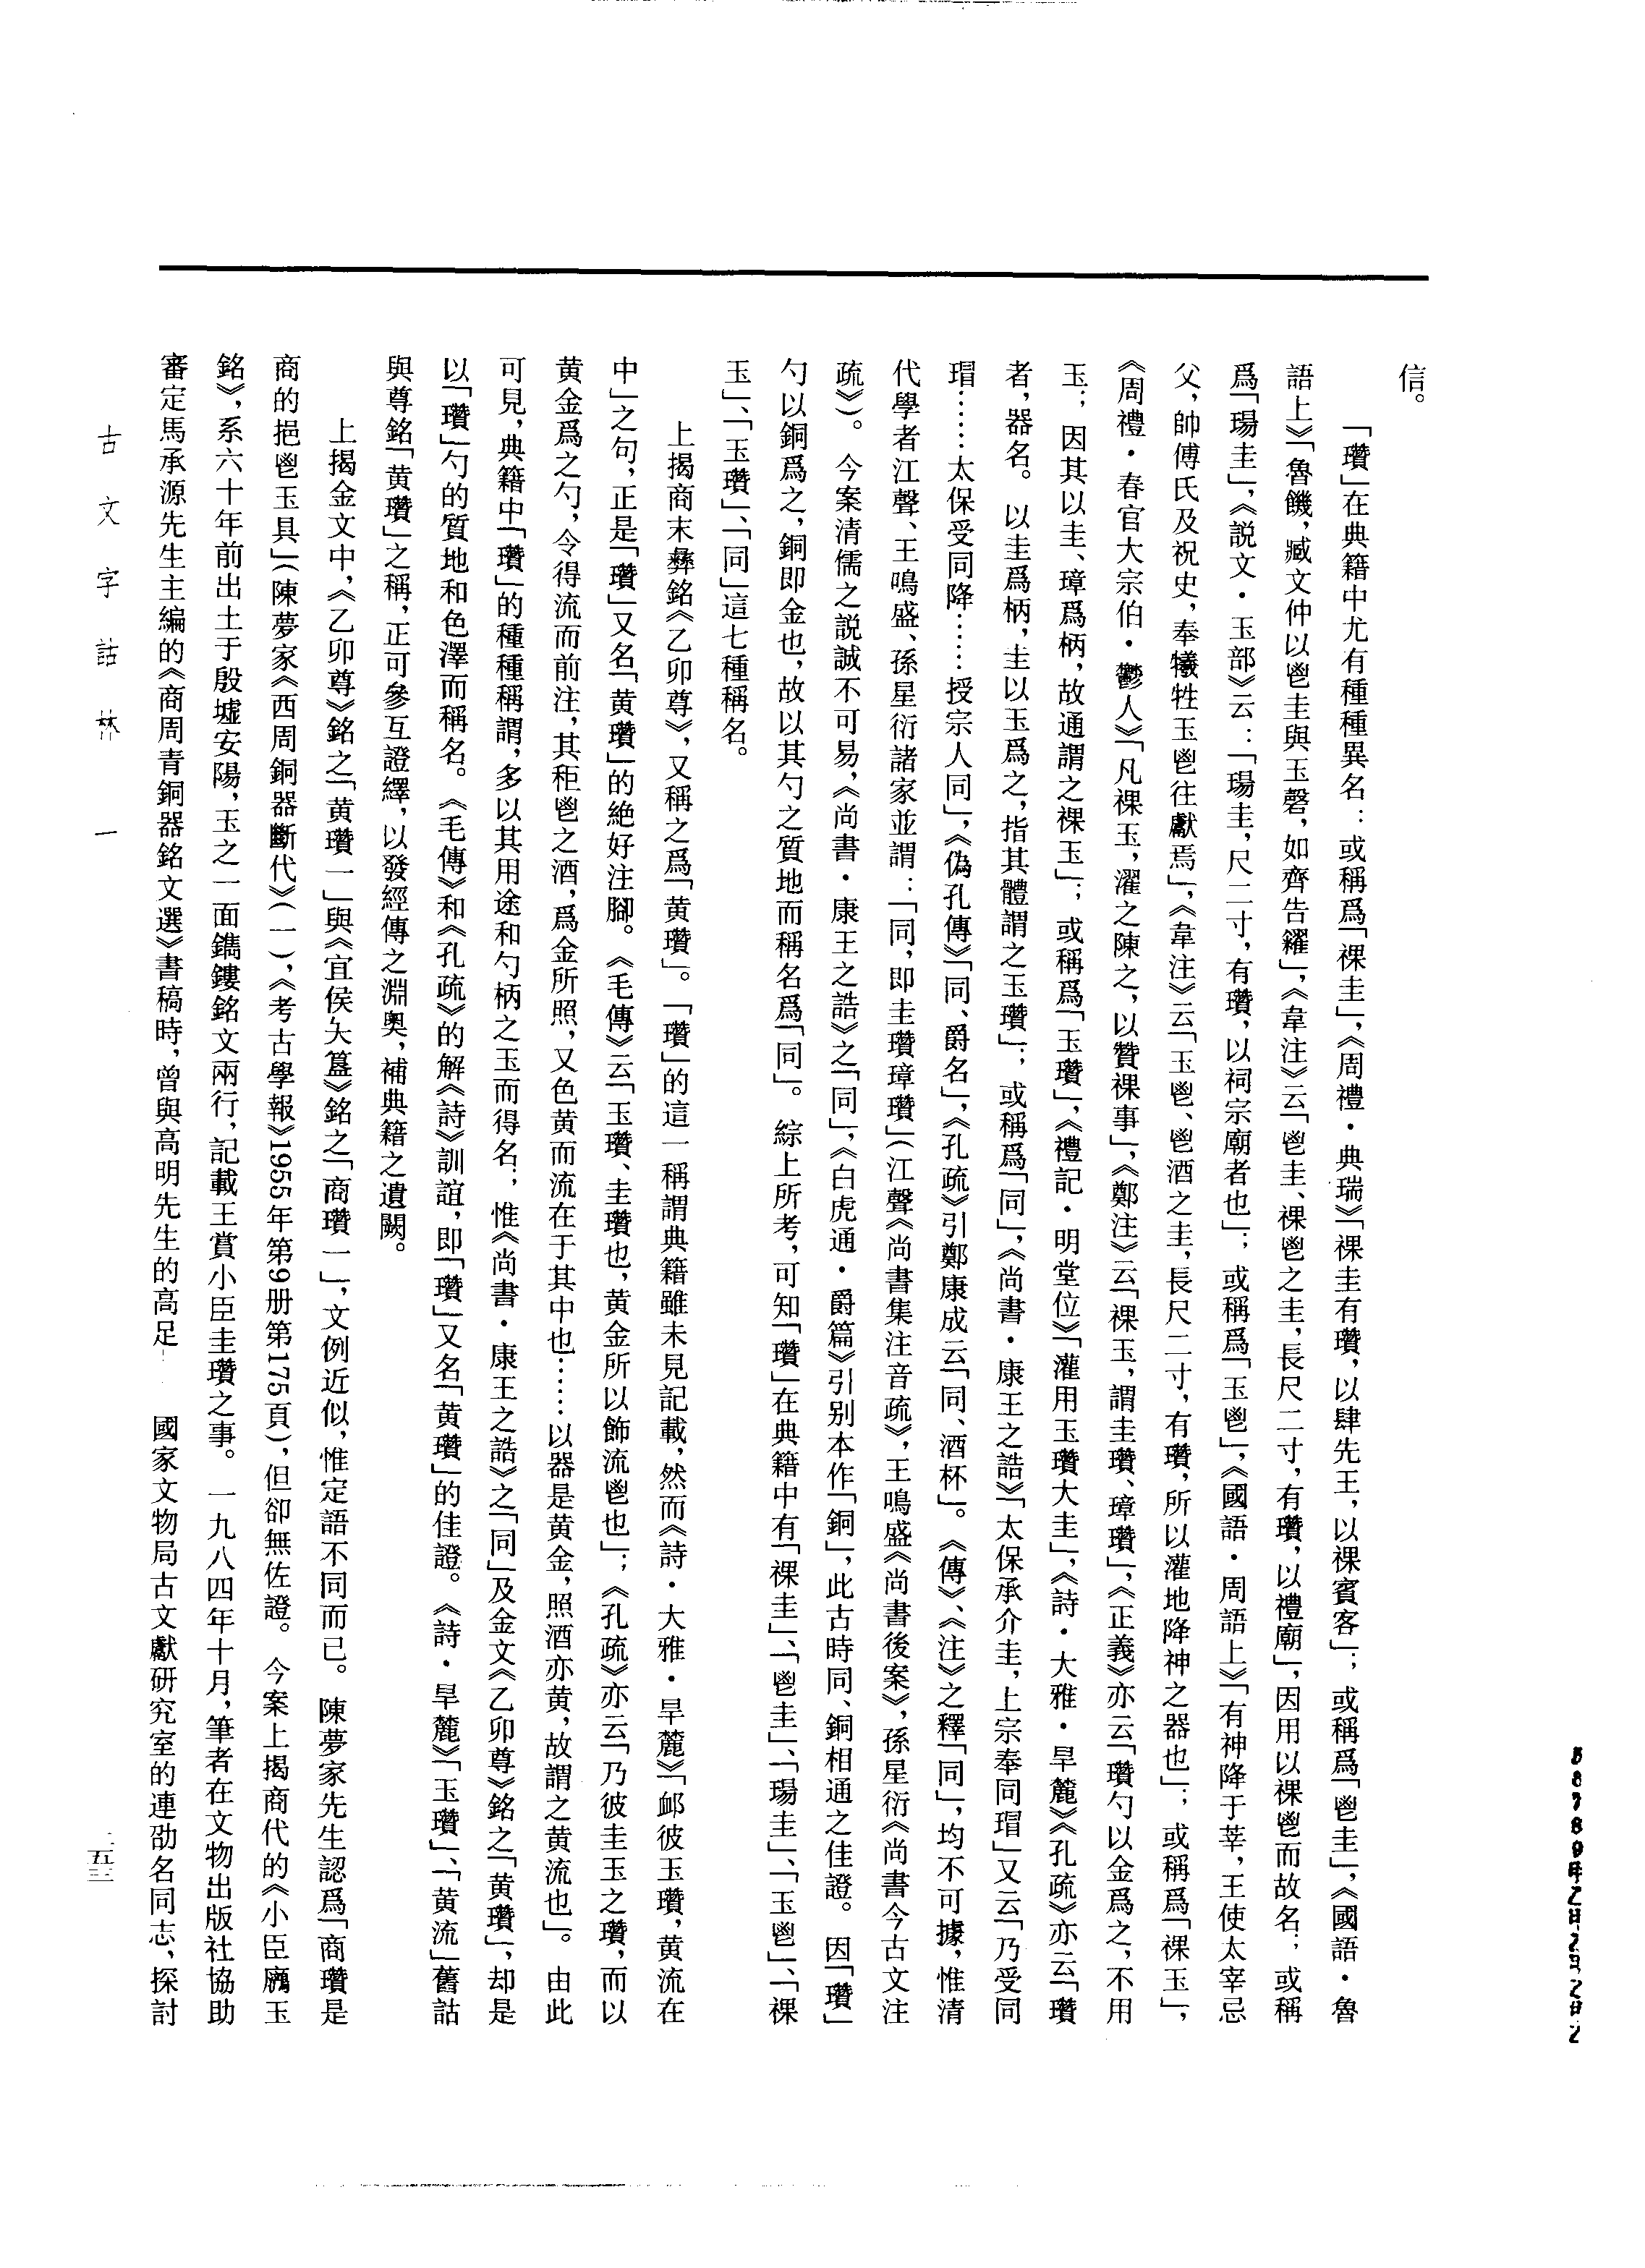 信。
「瓚」在典籍中尤有種種異名：或稱爲「祼圭」，《周禮·典瑞》「祼圭有瓚，以肆先王，以祼賓客」；或稱爲「鬯圭」，《國語·魯
語上》「魯饑，臧文仲以鬯圭與玉磬，如齊告糴」，《韋注》云「鬯圭、祼鬯之圭，長尺二寸，有瓚，以禮廟」，因用以祼鬯而故名；或稱
爲「瑒圭」，《説文·玉部》云：「瑒圭，尺二寸，有瓚，以祠宗廟者也」；或稱爲「玉鬯」，《國語·周語上》「有神降于莘，王使太宰忌
父，帥傅氏及祝史，奉犧牲玉鬯往獻焉」，《韋注》云「玉鬯、鬯酒之圭，長尺二寸，有瓚，所以灌地降神之器也」；或稱爲「祼玉」，
《周禮·春官大宗伯·鬱人》「凡祼玉，濯之陳之，以贊祼事」，《鄭注》云「祼玉，謂圭瓚、璋瓚」，《正義》亦云「瓚勺以金爲之，不用
玉；因其以圭、璋爲柄，故通謂之祼玉」；或稱爲「玉瓚」，《禮記·明堂位》「灌用玉瓚大圭」，《詩·大雅·旱麓》《孔疏》亦云「瓚
者，器名。以圭爲柄，圭以玉爲之，指其體謂之玉瓚」；或稱爲「同」，《尚書·康王之誥》「太保承介圭，上宗奉同瑁」又云「乃受同
瑁……太保受同降……授宗人同」，《偽孔傳》「同、爵名」，《孔疏》引鄭康成云「同、酒杯」。《傳》、《注》之釋「同」，均不可據，惟清
代學者江聲、王鳴盛、孫星衍諸家並謂：「同，即圭瓚璋瓚」（江聲《尚書集注音疏》，王鳴盛《尚書後案》，孫星衍《尚書今古文注
疏》）。今案清儒之説誠不可易，《尚書·康王之誥》之「同」，《白虎通·爵篇》引别本作「銅」，此古時同、銅相通之佳證。因「瓚」
勺以銅爲之，銅即金也，故以其勺之質地而稱名爲「同」。綜上所考，可知「瓚」在典籍中有「祼圭」、「鬯圭」、「瑒圭」、「玉鬯」、「祼
玉」、「玉瓚」、「同」這七種稱名。
上揭商末彝銘《乙卯尊》，又稱之爲「黄瓚」。「瓚」的這一稱謂典籍雖未見記載，然而《詩·大雅·旱麓》「卹彼玉瓚，黄流在
中」之句，正是「瓚」又名「黄瓚」的絶好注腳。《毛傳》云「玉瓚、圭瓚也，黄金所以飾流鬯也」；《孔疏》亦云「乃彼圭玉之瓚，而以
黄金爲之勺，令得流而前注，其秬鬯之酒，爲金所照，又色黄而流在于其中也……以器是黄金，照酒亦黄，故謂之黄流也」。由此
可見，典籍中「瓚」的種種稱謂，多以其用途和勺柄之玉而得名，惟《尚書·康王之誥》之「同」及金文《乙卯尊》銘之「黄瓚」，却是
以「瓚」勺的質地和色澤而稱名。《毛傳》和《孔疏》的解《詩》訓誼，即「瓚」又名「黄瓚」的佳證。《詩·旱麓》「玉瓚」、「黄流」舊詁
與尊銘「黄瓚」之稱，正可參互證繹，以發經傳之淵奥，補典籍之遺闕。
上揭金文中，《乙卯尊》銘之「黄瓚一」與《宜侯夨簋》銘之「商瓚一」，文例近似，惟定語不同而已。陳夢家先生認爲「商瓚是
商的挹鬯玉具」（陳夢家《西周銅器斷代》（一），《考古學報》1955年第9册第175頁），但卻無佐證。今案上揭商代的《小臣𪊨玉
銘》，系六十年前出土于殷墟安陽，玉之一面鐫鏤銘文兩行，記載王賞小臣圭瓚之事。一九八四年十月，筆者在文物出版社協助
審定馬承源先生主編的《商周青銅器銘文選》書稿時，曾與高明先生的高足 國家文物局古文獻研究室的連劭名同志，探討
古文字詁林 一
二五三